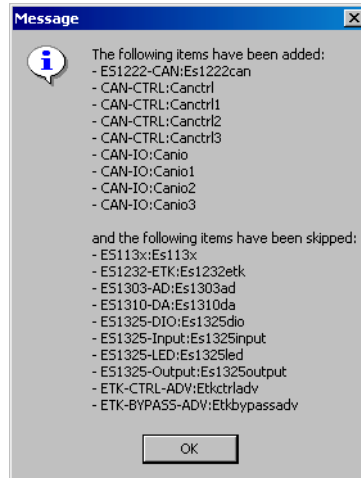 Message
The following items have been added:
- ES1222-CAN:Es1222can
- CAN-CTRL:Canctrl
- CAN-CTRL:Canctrl1
- CAN-CTRL:Canctrl2
- CAN-CTRL:Canctrl3
- CAN-IO:Canio
- CAN-IO:Canio1
- CAN-IO:Canio2
- CAN-IO:Canio3
and the following items have been skipped:
- ES113x:Es113x
- ES1232-ETK:Es1232etk
- ES1303-AD:Es1303ad
- ES1310-DA:Es1310da
- ES1325-DIO:Es1325dio
- ES1325-Input:Es1325input
- ES1325-LED:Es1325led
- ES1325-Output:Es1325output
- ETK-CTRL-ADV:Etkctrladv
- ETK-BYPASS-ADV:Etkbypassadv
OK